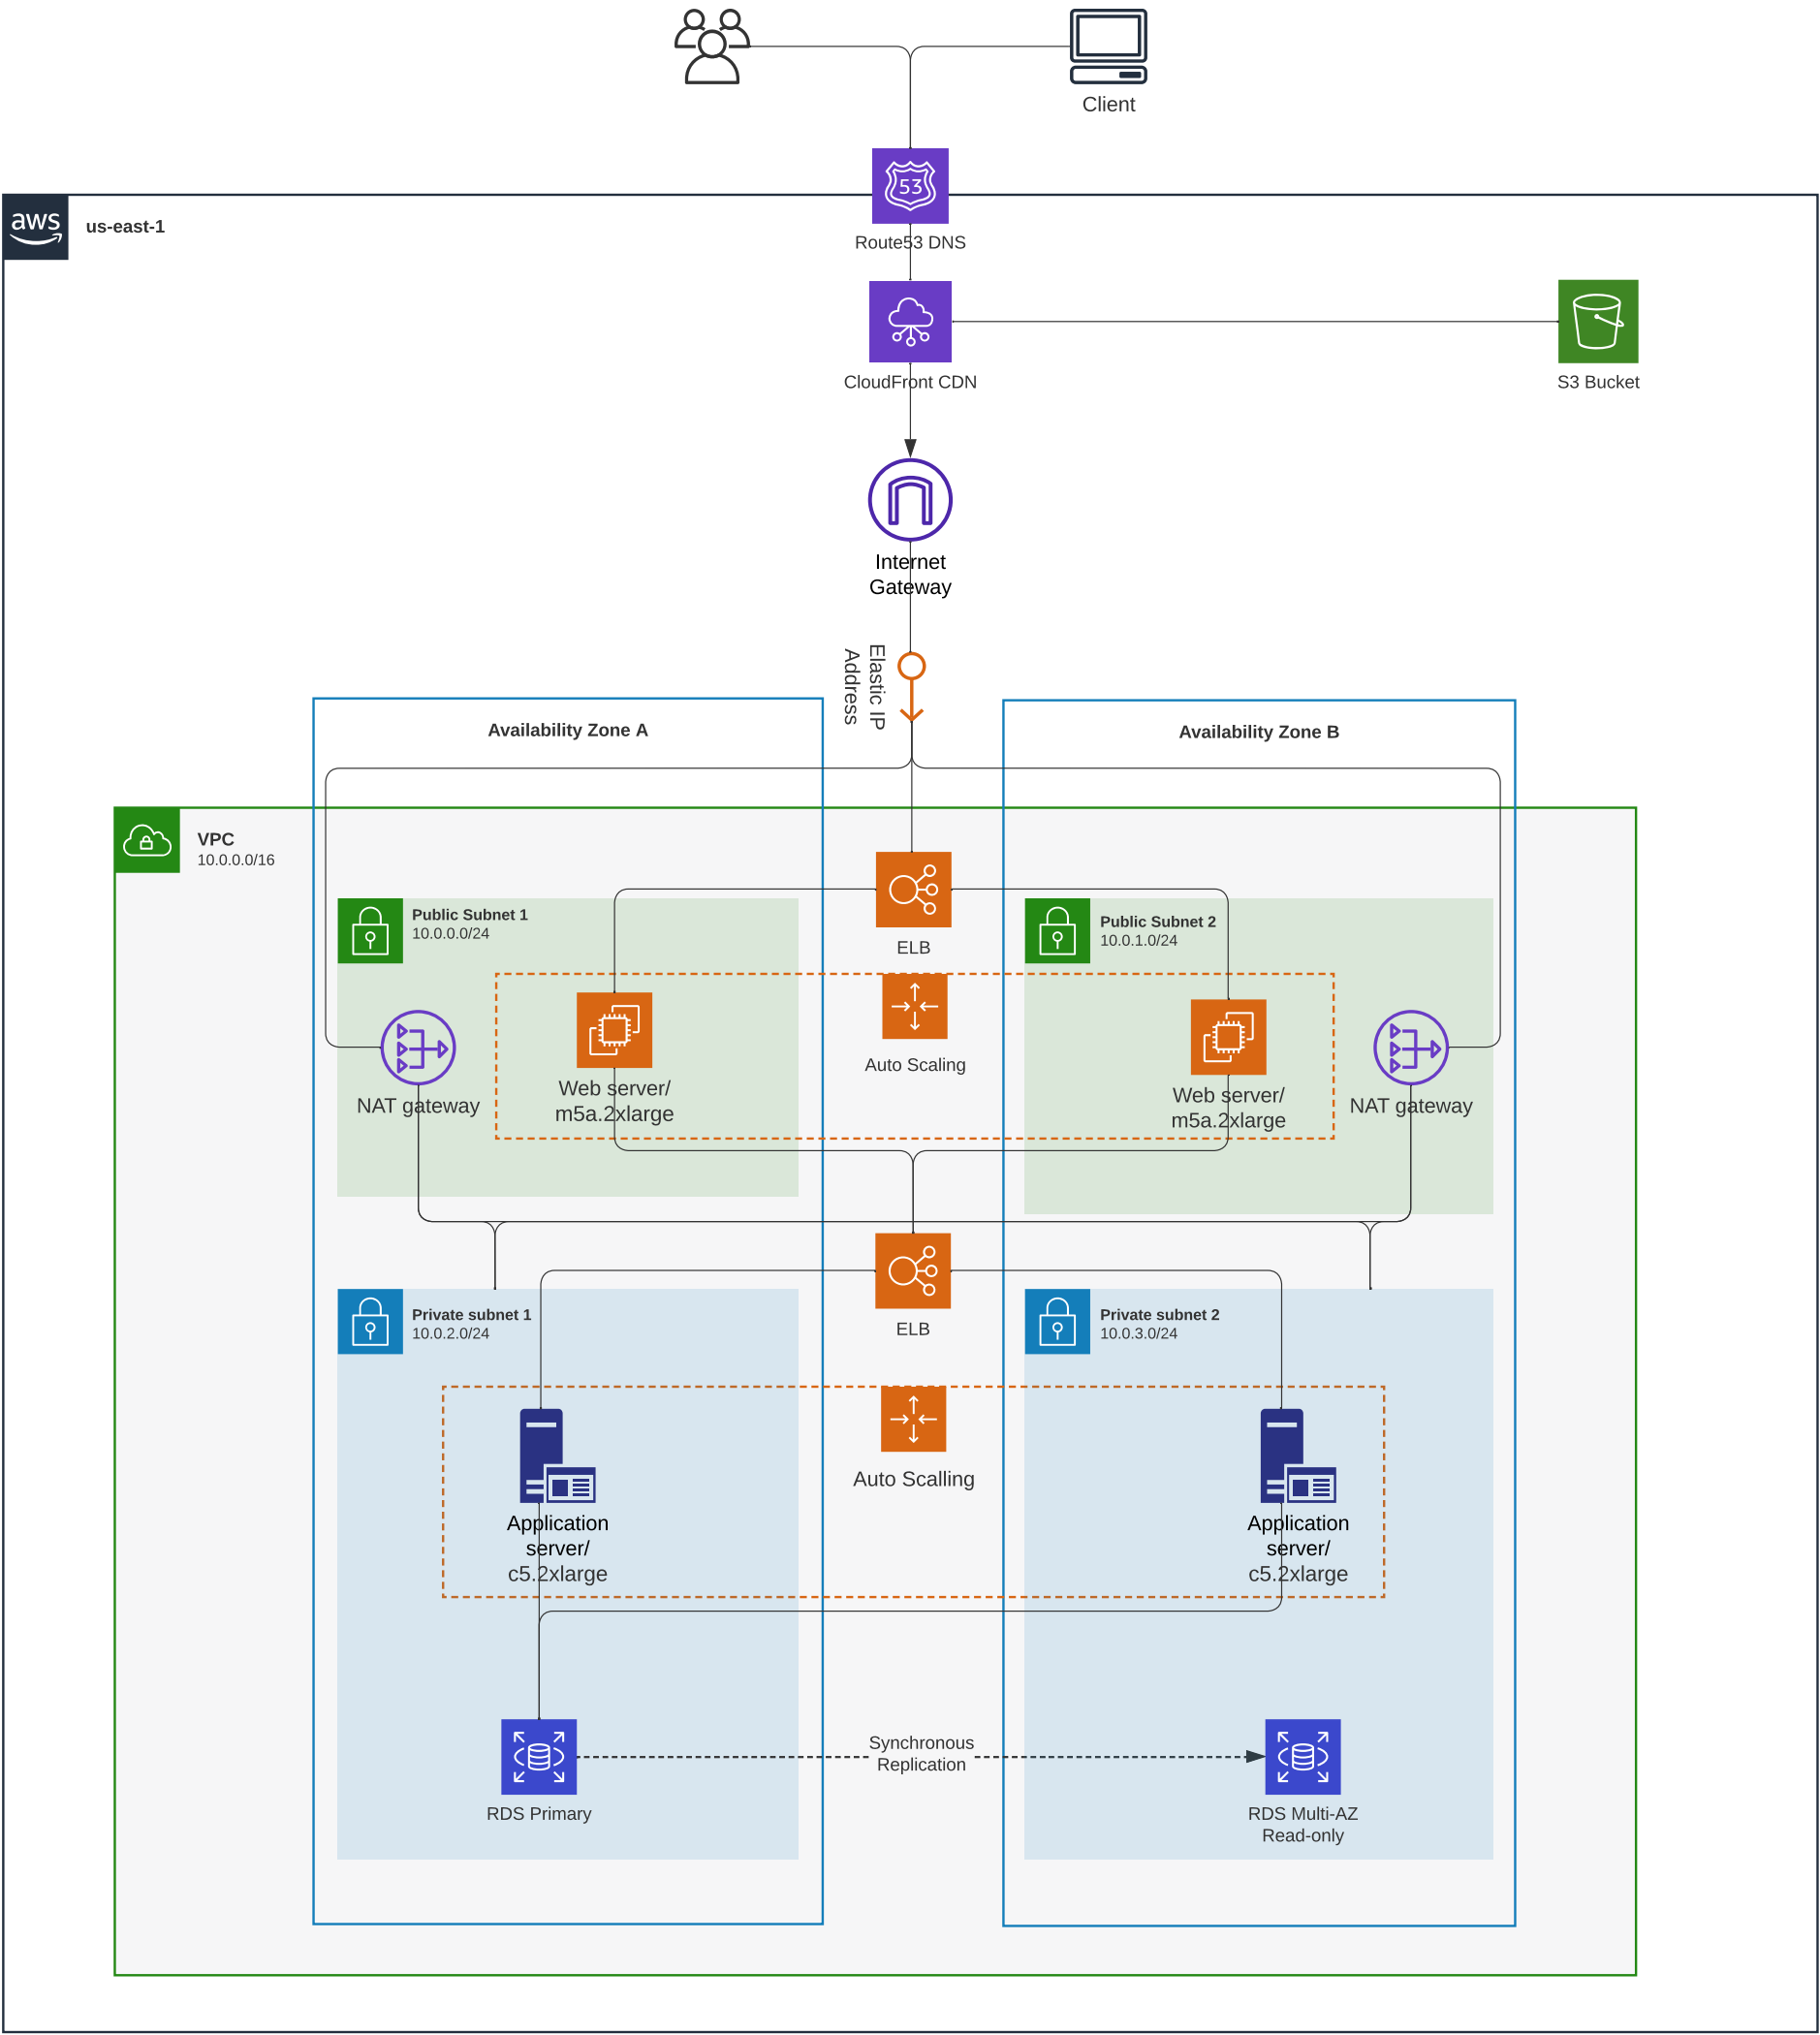 Client
53
aws
us-east-1
Route53 DNS
CloudFront CDN
S3 Bucket
Internet
Gateway
Elastic IP
Address
Availability Zone A
Availability Zone B
VPC
10.0.0.0/16
Public Subnet 1
10.0.0.0/24
ELB
Public Subnet 2
10.0.1.0/24
Auto Scaling
NAT gateway
Web server/
m5a.2xlarge
Web server/
m5a.2xlarge
NAT gateway
Private subnet 1
10.0.2.0/24
ELB
Private subnet 2
10.0.3.0/24
Auto Scalling
Application
server/
c5.2xlarge
Application
server/
c5.2xlarge
Synchronous
Replication
RDS Primary
RDS Multi-AZ
Read-only